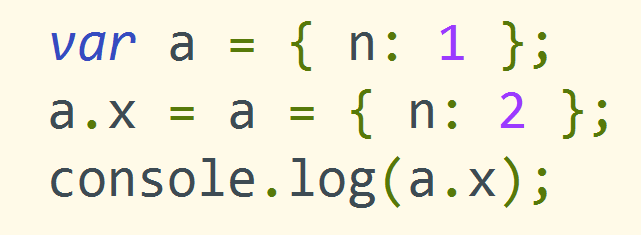 var a = { n: 1 };
a.x = a = { n: 2 };
console.log(a.x);